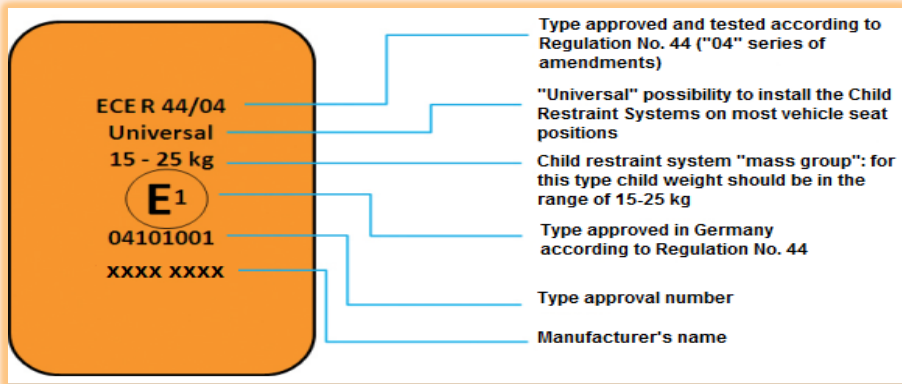 ECE R 44/04
Universal
15 - 25 kg
E1
04101001
xxxx xxxx
Type approved and tested according to
Regulation No. 44 ("04" series of
amendments)
"Universal" possibility to install the Child
Restraint Systems on most vehicle seat
positions
Child restraint system "mass group": for
this type child weight should be in the
range of 15-25 kg
Type approved in Germany
according to Regulation No. 44
Type approval number
Manufacturer's name